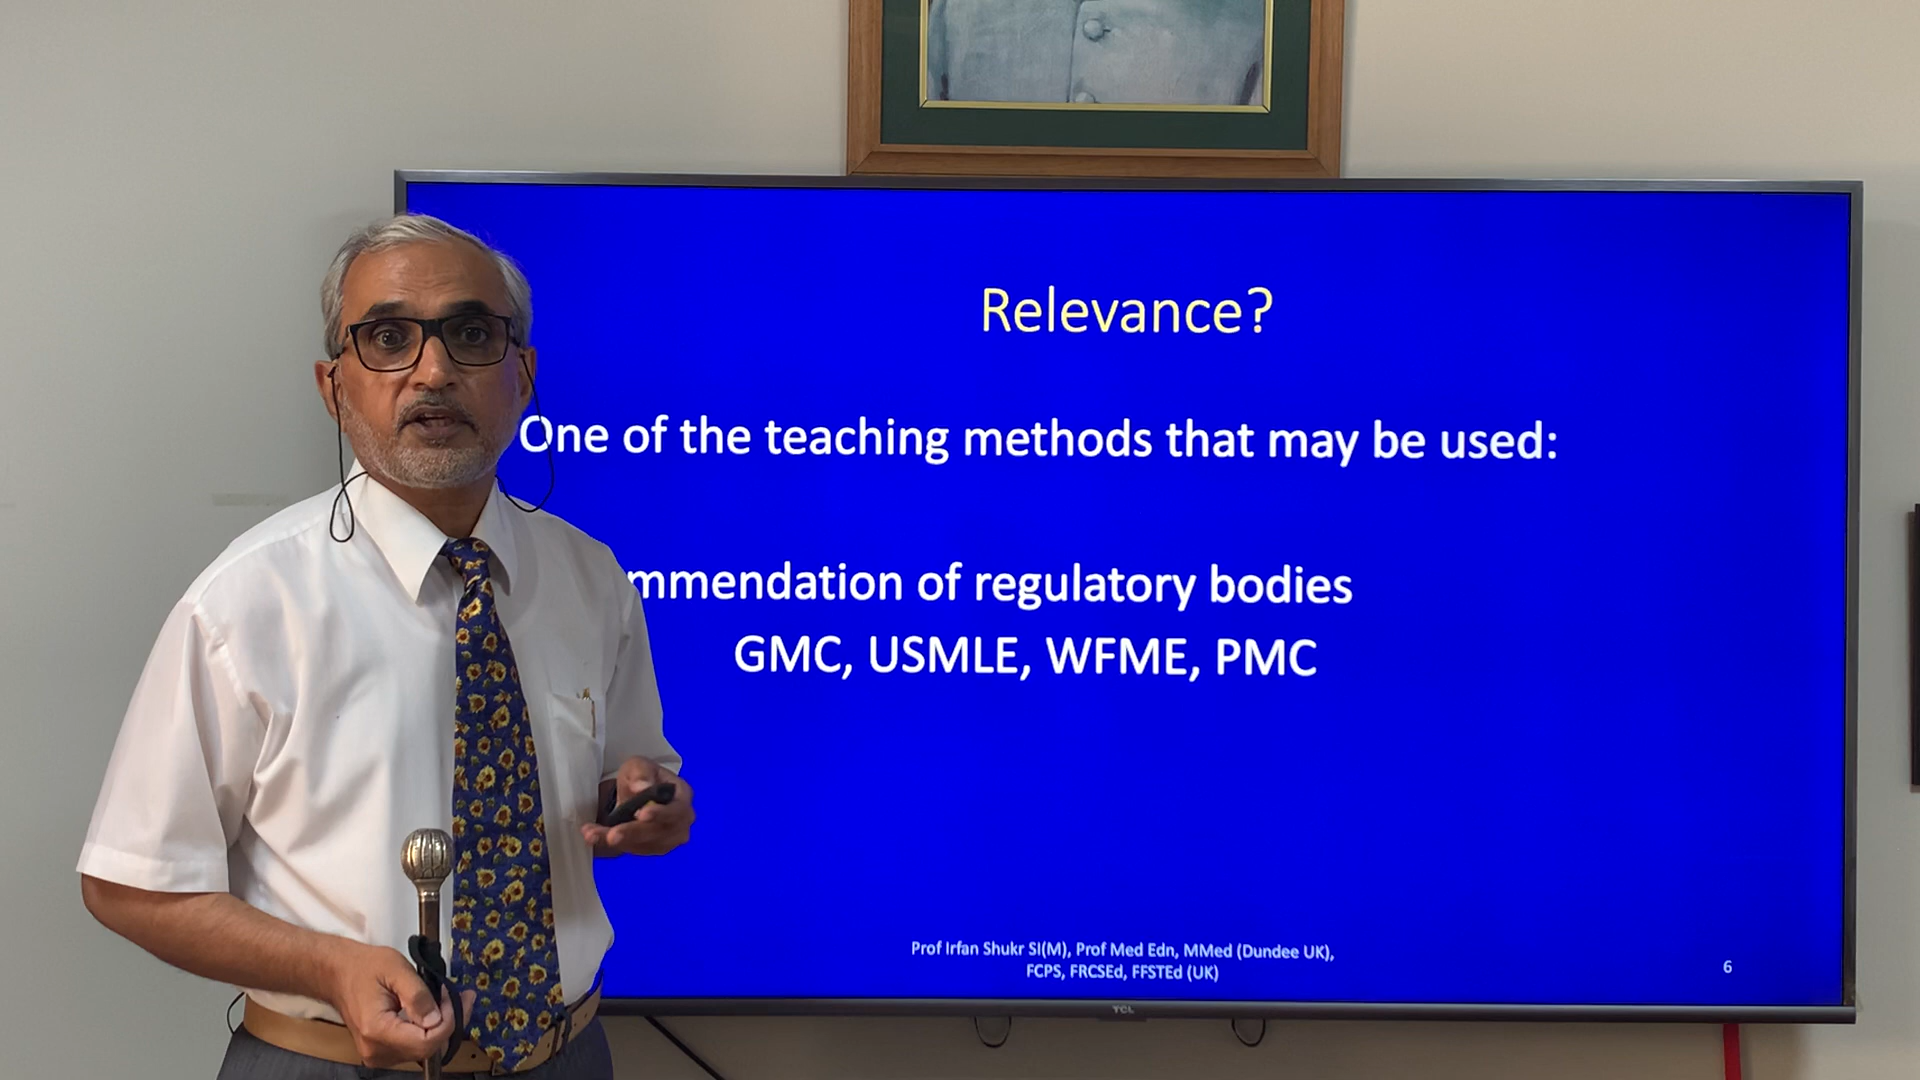 Relevance?
One of the teaching methods that may be used:
mmendation of regulatory bodies
GMC, USMLE, WFME, PMC
Prof Irfan Shukr SI(M), Prof Med Edn, MMed (Dundee UK),
FCPS, FRCSEd, FFSTEd (UK)
6
TCL